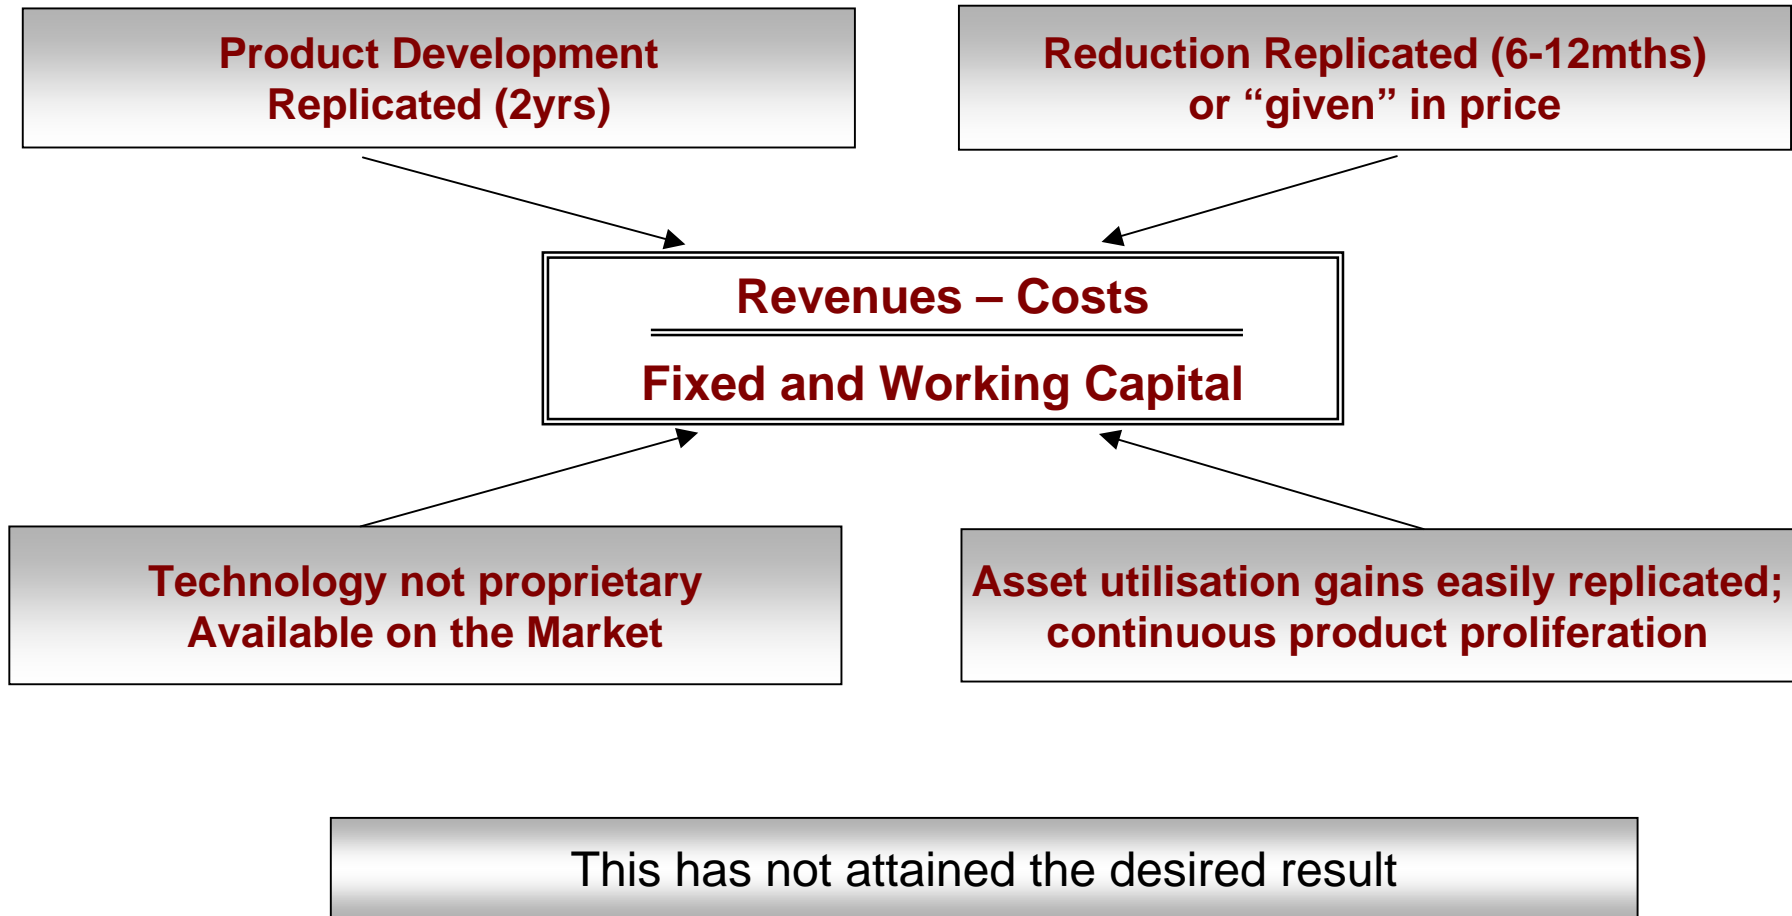 Product Development
Replicated (2yrs)
Reduction Replicated (6-12mths)
or “given” in price
Revenues – Costs
Fixed and Working Capital
Technology not proprietary
Available on the Market
Asset utilisation gains easily replicated;
continuous product proliferation
This has not attained the desired result